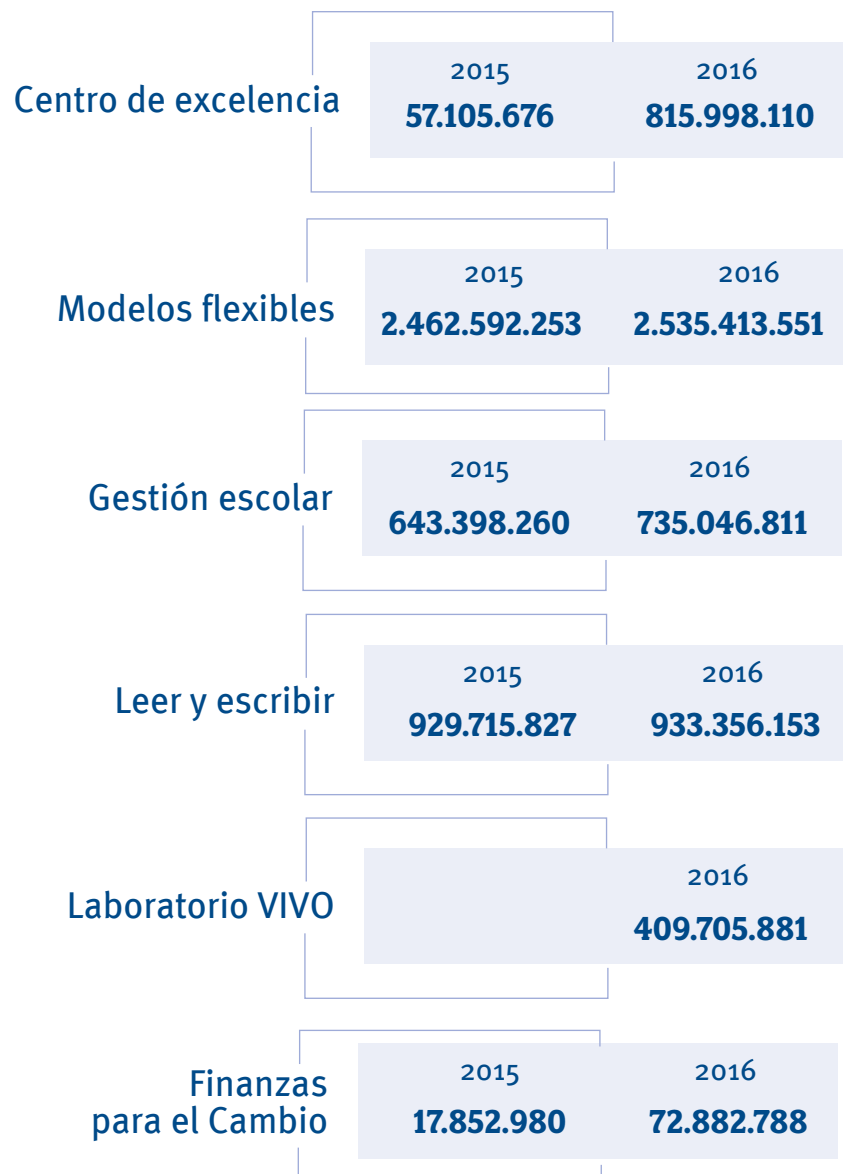 Centro de excelencia
2015 2016
57.105.676 815.998.110
Modelos flexibles
2015 2016
2.462.592.253 2.535.413.551
Gestión escolar
2015 2016
643.398.260 735.046.811
Leer y escribir
2015 2016
929.715.827 933.356.153
Laboratorio VIVO
2016
409.705.881
Finanzas
para el Cambio
2015 2016
17.852.980 72.882.788